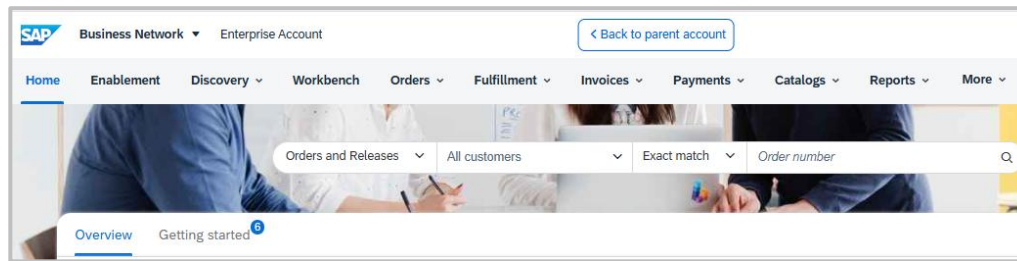 SAP Business Network Enterprise Account Back to parent account
Home Enablement Discovery Workbench Orders Fulfillment Invoices Payments Catalogs Reports More
Orders and Releases All customers Exact match Order number
Overview Getting started 6